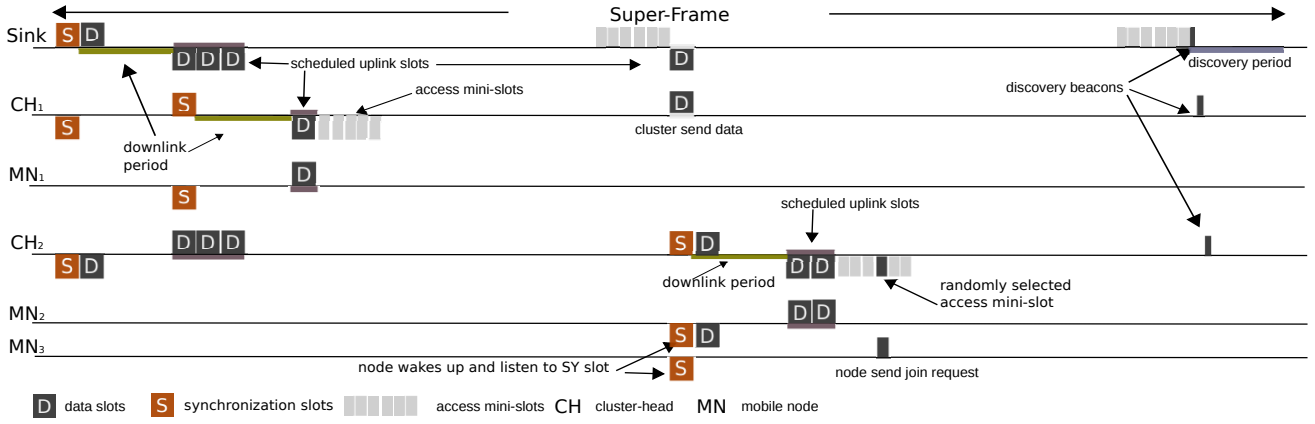 Super-Frame
Sink
S D
D D D
scheduled uplink slots
D
discovery period
discovery beacons
access mini-slots
CH₁
S
S
D
D
cluster send data
downlink
period
MN₁
D
S
scheduled uplink slots
CH₂
D D D
S D
S D
D D
downlink period
randomly selected
access mini-slot
MN₂
D D
S D
MN₃
node wakes up and listen to SY slot
S
node send join request
D data slots
S synchronization slots
access mini-slots
CH cluster-head
MN mobile node